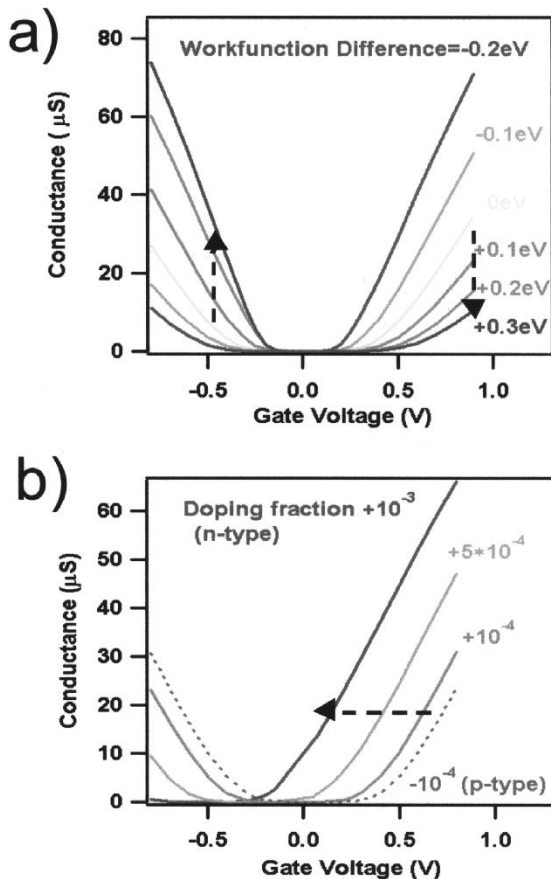 a)
Workfunction Difference=-0.2eV
80
60
40
20
0
Conductance ( µS)
-0.1eV
0eV
+0.1eV
+0.2eV
+0.3eV
-0.5
0.0
0.5
1.0
Gate Voltage (V)
b)
Doping fraction +10⁻³
(n-type)
60
50
40
30
20
10
0
Conductance (µS)
+5*10⁻⁴
+10⁻⁴
-10⁻⁴ (p-type)
-0.5
0.0
0.5
1.0
Gate Voltage (V)